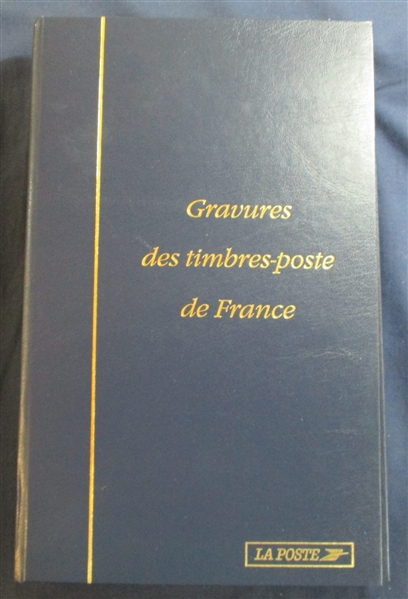 Gravures
des timbres-poste
de France
LA POSTE